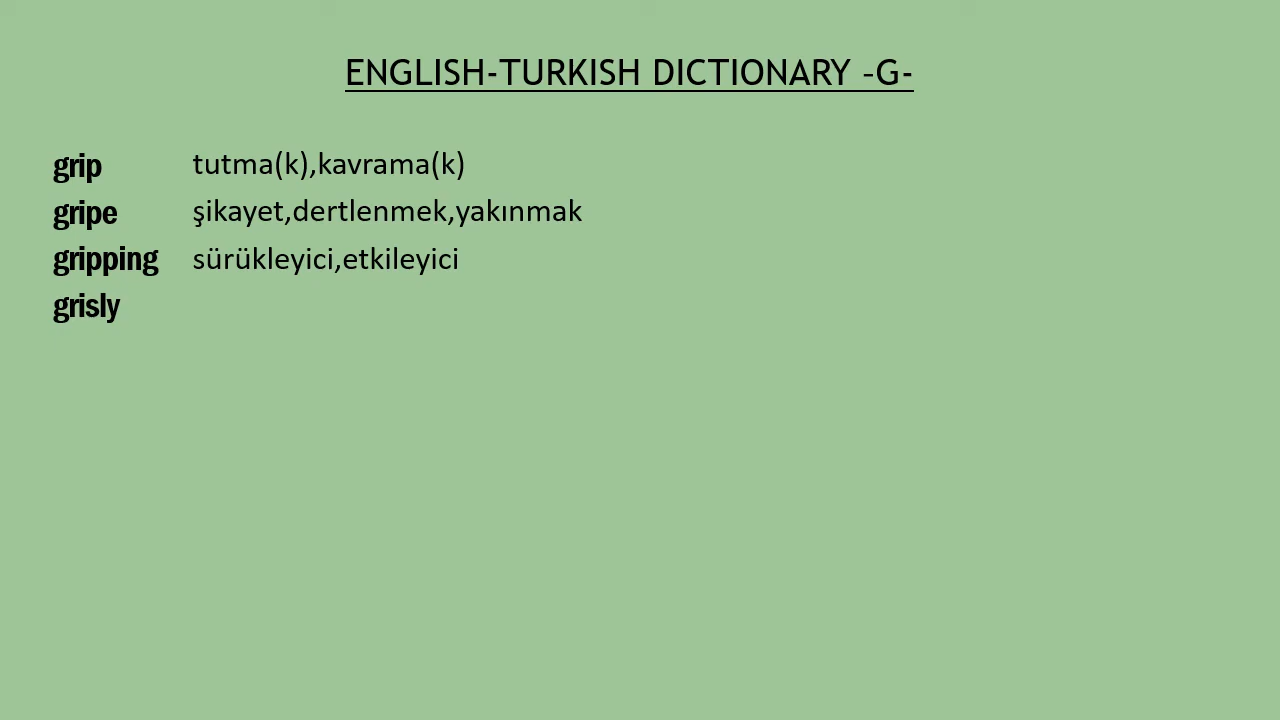 ENGLISH-TURKISH DICTIONARY –G-
grip tutma(k),kavrama(k)
gripe şikayet,dertlenmek,yakınmak
gripping sürükleyici,etkileyici
grisly